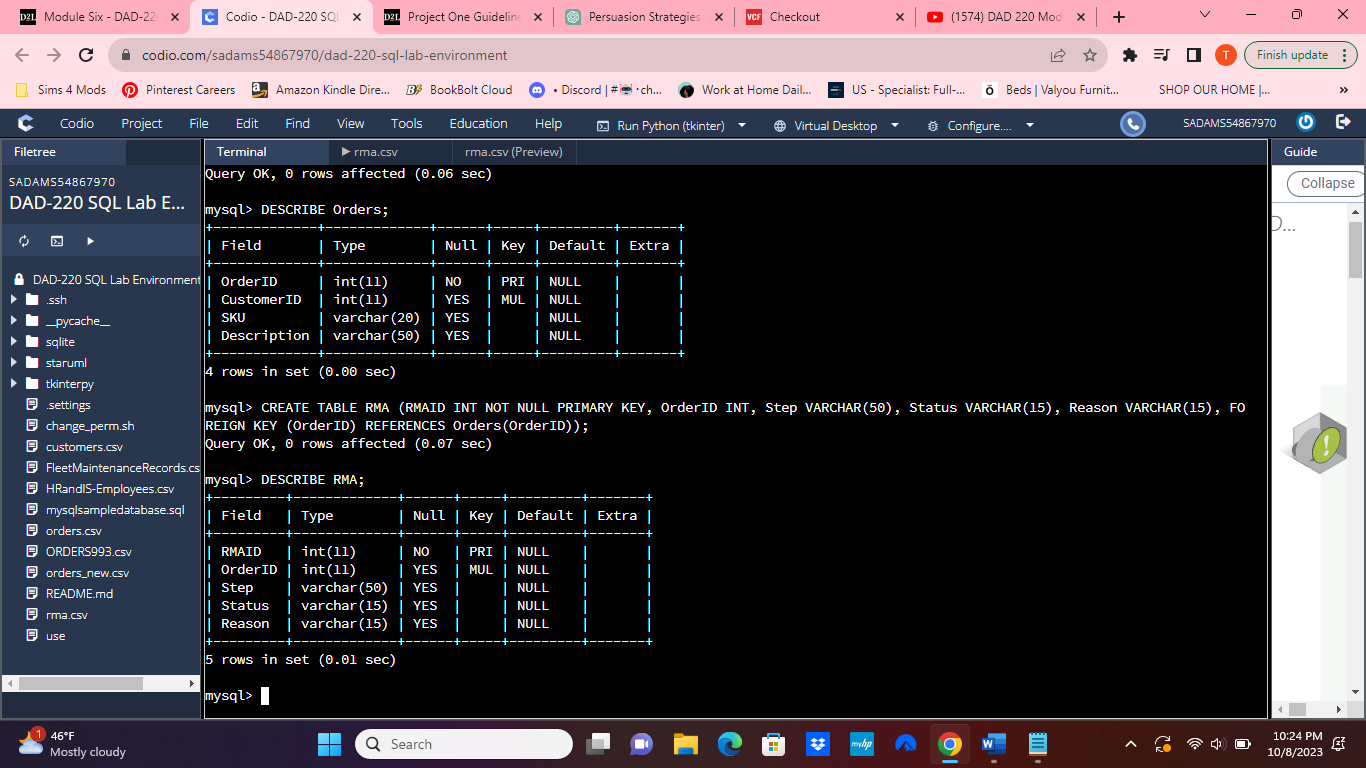 Module Six - DAD-22
Codio - DAD-220 SQL
Project One Guideline
Persuasion Strategies
Checkout
(1574) DAD 220 Mod
codio.com/sadams54867970/dad-220-sql-lab-environment
T
Finish update
Sims 4 Mods
Pinterest Careers
Amazon Kindle Dire...
BookBolt Cloud
• Discord | #
Work at Home Dail...
US - Specialist: Full-...
Beds | Valyou Furnit...
SHOP OUR HOME |...
»
Codio Project File Edit Find View Tools Education Help
Run Python (tkinter)
Virtual Desktop
Configure....
SADAMS54867970
Filetree
Terminal
rma.csv
rma.csv (Preview)
Guide
Collapse
D...
SADAMS54867970
DAD-220 SQL Lab E...
DAD-220 SQL Lab Environment
.ssh
__pycache__
sqlite
staruml
tkinterpy
.settings
change_perm.sh
customers.csv
FleetMaintenanceRecords.cs
HRandIS-Employees.csv
mysqlsampledatabase.sql
orders.csv
ORDERS993.csv
orders_new.csv
README.md
rma.csv
use
Query OK, 0 rows affected (0.06 sec)
mysql> DESCRIBE Orders;
+-------------+-------------+------+-----+---------+-------+
| Field | Type | Null | Key | Default | Extra |
+-------------+-------------+------+-----+---------+-------+
| OrderID | int(11) | NO | PRI | NULL | |
| CustomerID | int(11) | YES | MUL | NULL | |
| SKU | varchar(20) | YES | | NULL | |
| Description | varchar(50) | YES | | NULL | |
+-------------+-------------+------+-----+---------+-------+
4 rows in set (0.00 sec)
mysql> CREATE TABLE RMA (RMAID INT NOT NULL PRIMARY KEY, OrderID INT, Step VARCHAR(50), Status VARCHAR(15), Reason VARCHAR(15), FO
REIGN KEY (OrderID) REFERENCES Orders(OrderID));
Query OK, 0 rows affected (0.07 sec)
mysql> DESCRIBE RMA;
+---------+-------------+------+-----+---------+-------+
| Field | Type | Null | Key | Default | Extra |
+---------+-------------+------+-----+---------+-------+
| RMAID | int(11) | NO | PRI | NULL | |
| OrderID | int(11) | YES | MUL | NULL | |
| Step | varchar(50) | YES | | NULL | |
| Status | varchar(15) | YES | | NULL | |
| Reason | varchar(15) | YES | | NULL | |
+---------+-------------+------+-----+---------+-------+
5 rows in set (0.01 sec)
mysql>
1
46°F
Mostly cloudy
Search
10:24 PM
10/8/2023